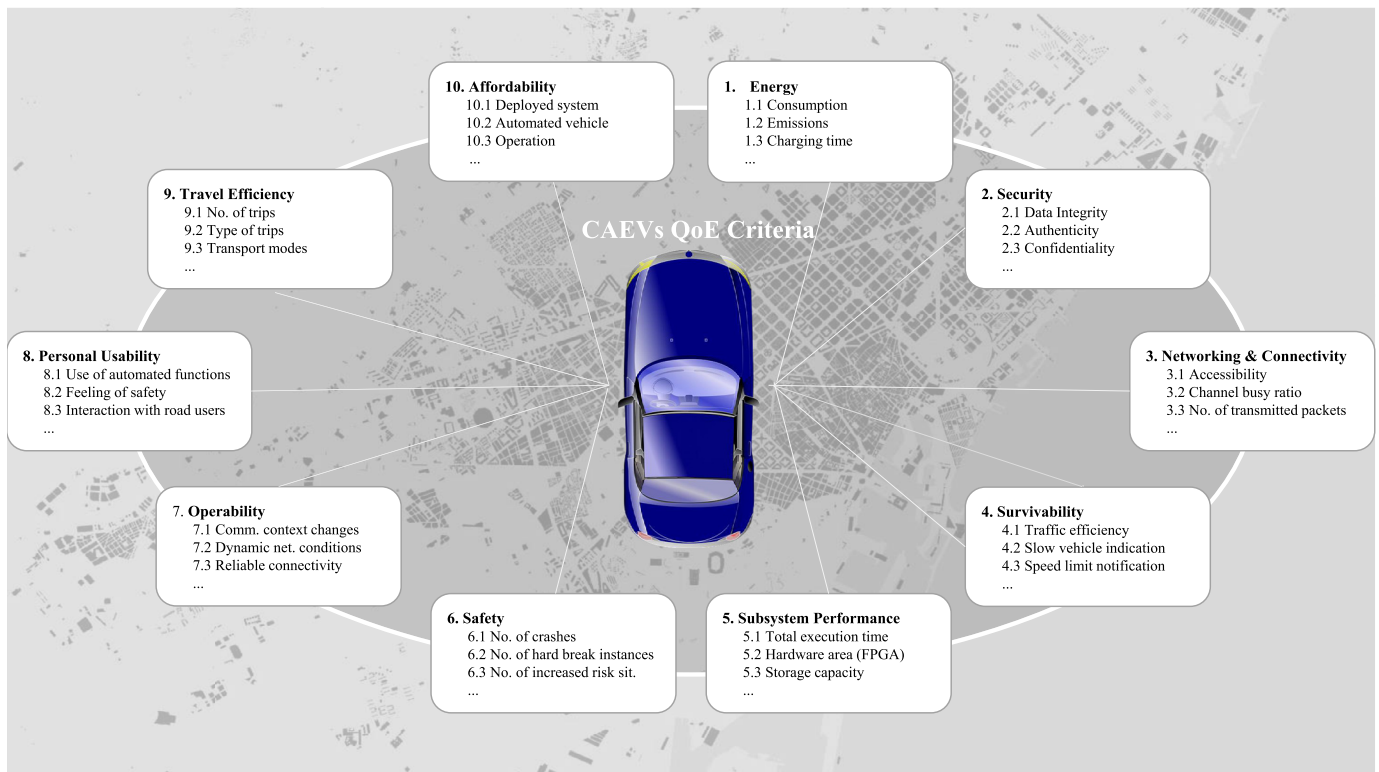 CAEVs QoE Criteria
1. Energy
1.1 Consumption
1.2 Emissions
1.3 Charging time
...
2. Security
2.1 Data Integrity
2.2 Authenticity
2.3 Confidentiality
...
3. Networking & Connectivity
3.1 Accessibility
3.2 Channel busy ratio
3.3 No. of transmitted packets
...
4. Survivability
4.1 Traffic efficiency
4.2 Slow vehicle indication
4.3 Speed limit notification
...
5. Subsystem Performance
5.1 Total execution time
5.2 Hardware area (FPGA)
5.3 Storage capacity
...
6. Safety
6.1 No. of crashes
6.2 No. of hard break instances
6.3 No. of increased risk sit.
...
7. Operability
7.1 Comm. context changes
7.2 Dynamic net. conditions
7.3 Reliable connectivity
...
8. Personal Usability
8.1 Use of automated functions
8.2 Feeling of safety
8.3 Interaction with road users
...
9. Travel Efficiency
9.1 No. of trips
9.2 Type of trips
9.3 Transport modes
...
10. Affordability
10.1 Deployed system
10.2 Automated vehicle
10.3 Operation
...